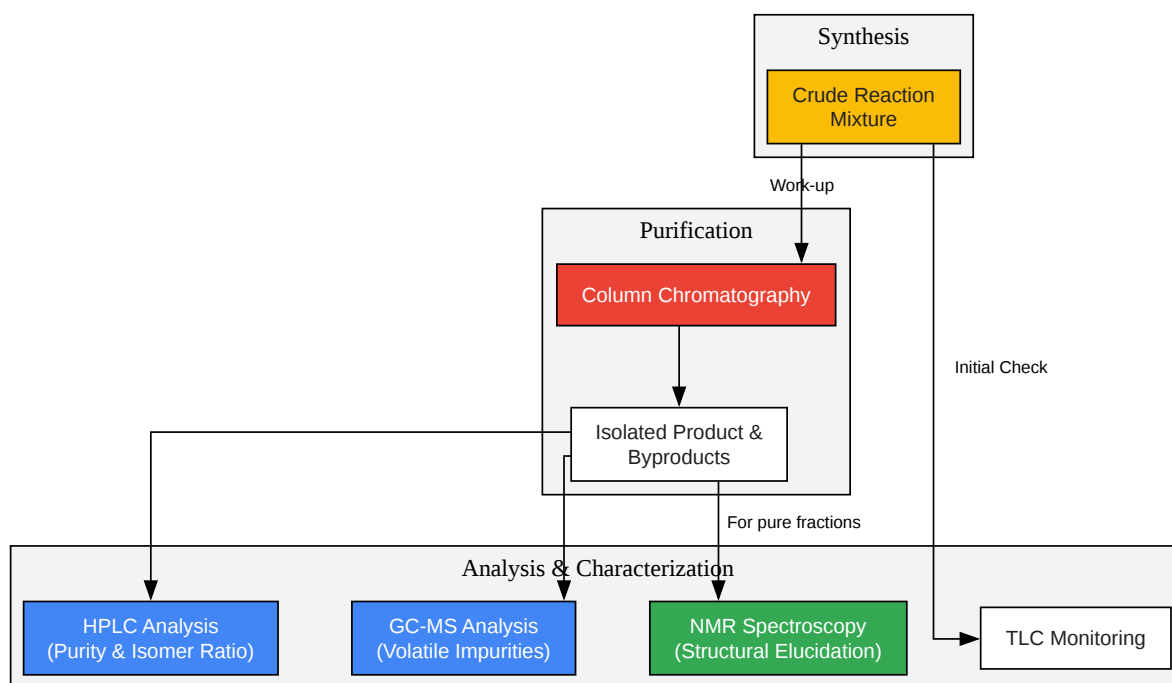 Synthesis
Crude Reaction
Mixture
Work-up
Purification
Column Chromatography
Initial Check
Isolated Product &
Byproducts
For pure fractions
Analysis & Characterization
HPLC Analysis
(Purity & Isomer Ratio)
GC-MS Analysis
(Volatile Impurities)
NMR Spectroscopy
(Structural Elucidation)
TLC Monitoring